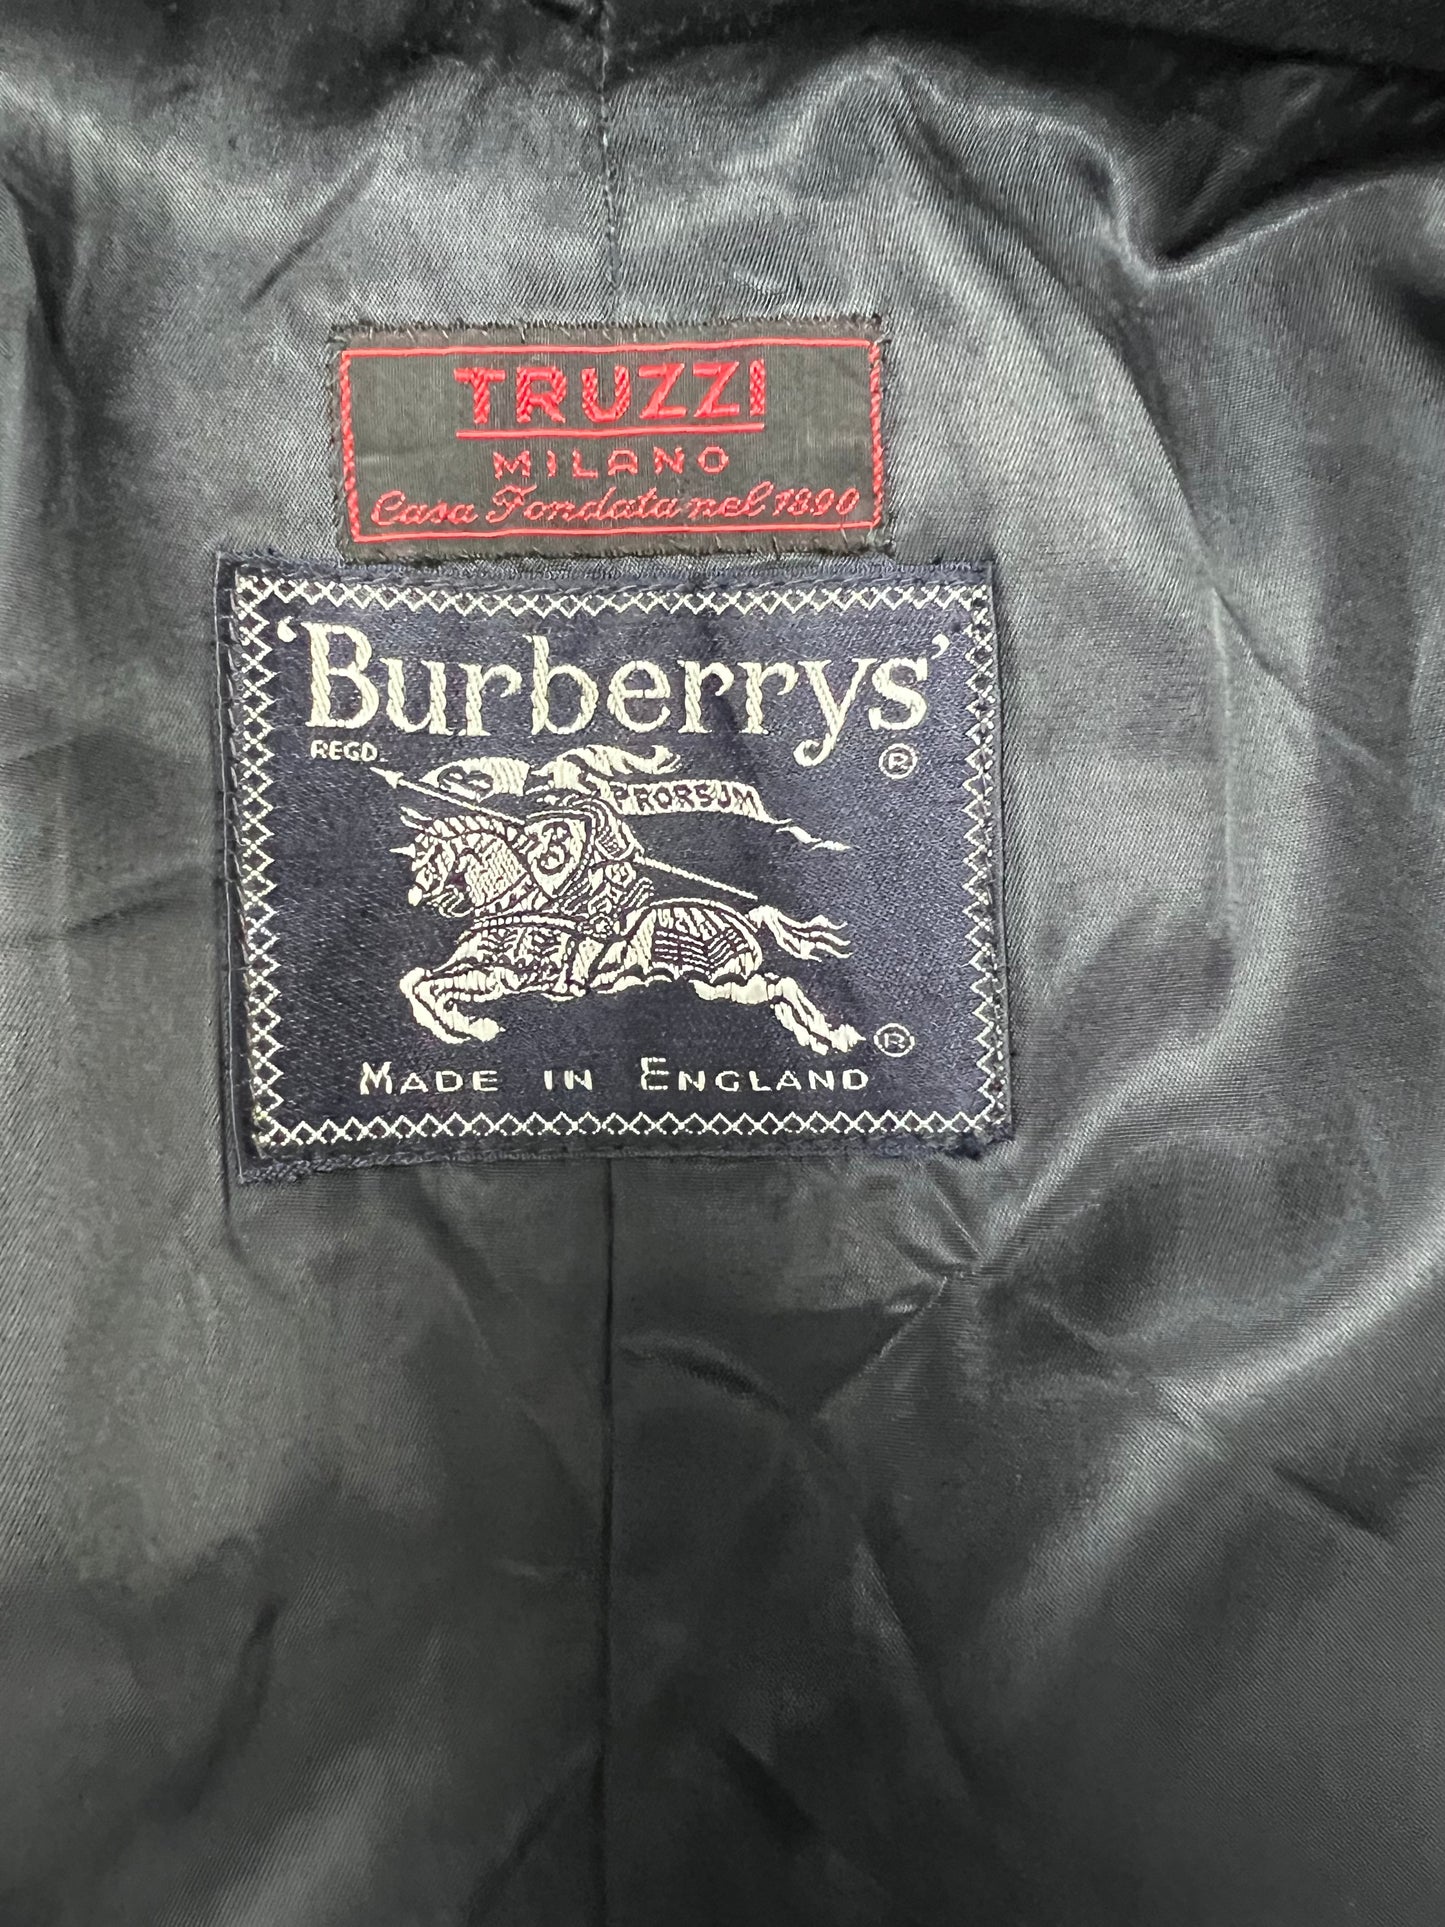 TRUZZI
MILANO
Casa Fondata nel 1890
'Burberrys'
REGD. ®
PRORSUM
®
MADE IN ENGLAND